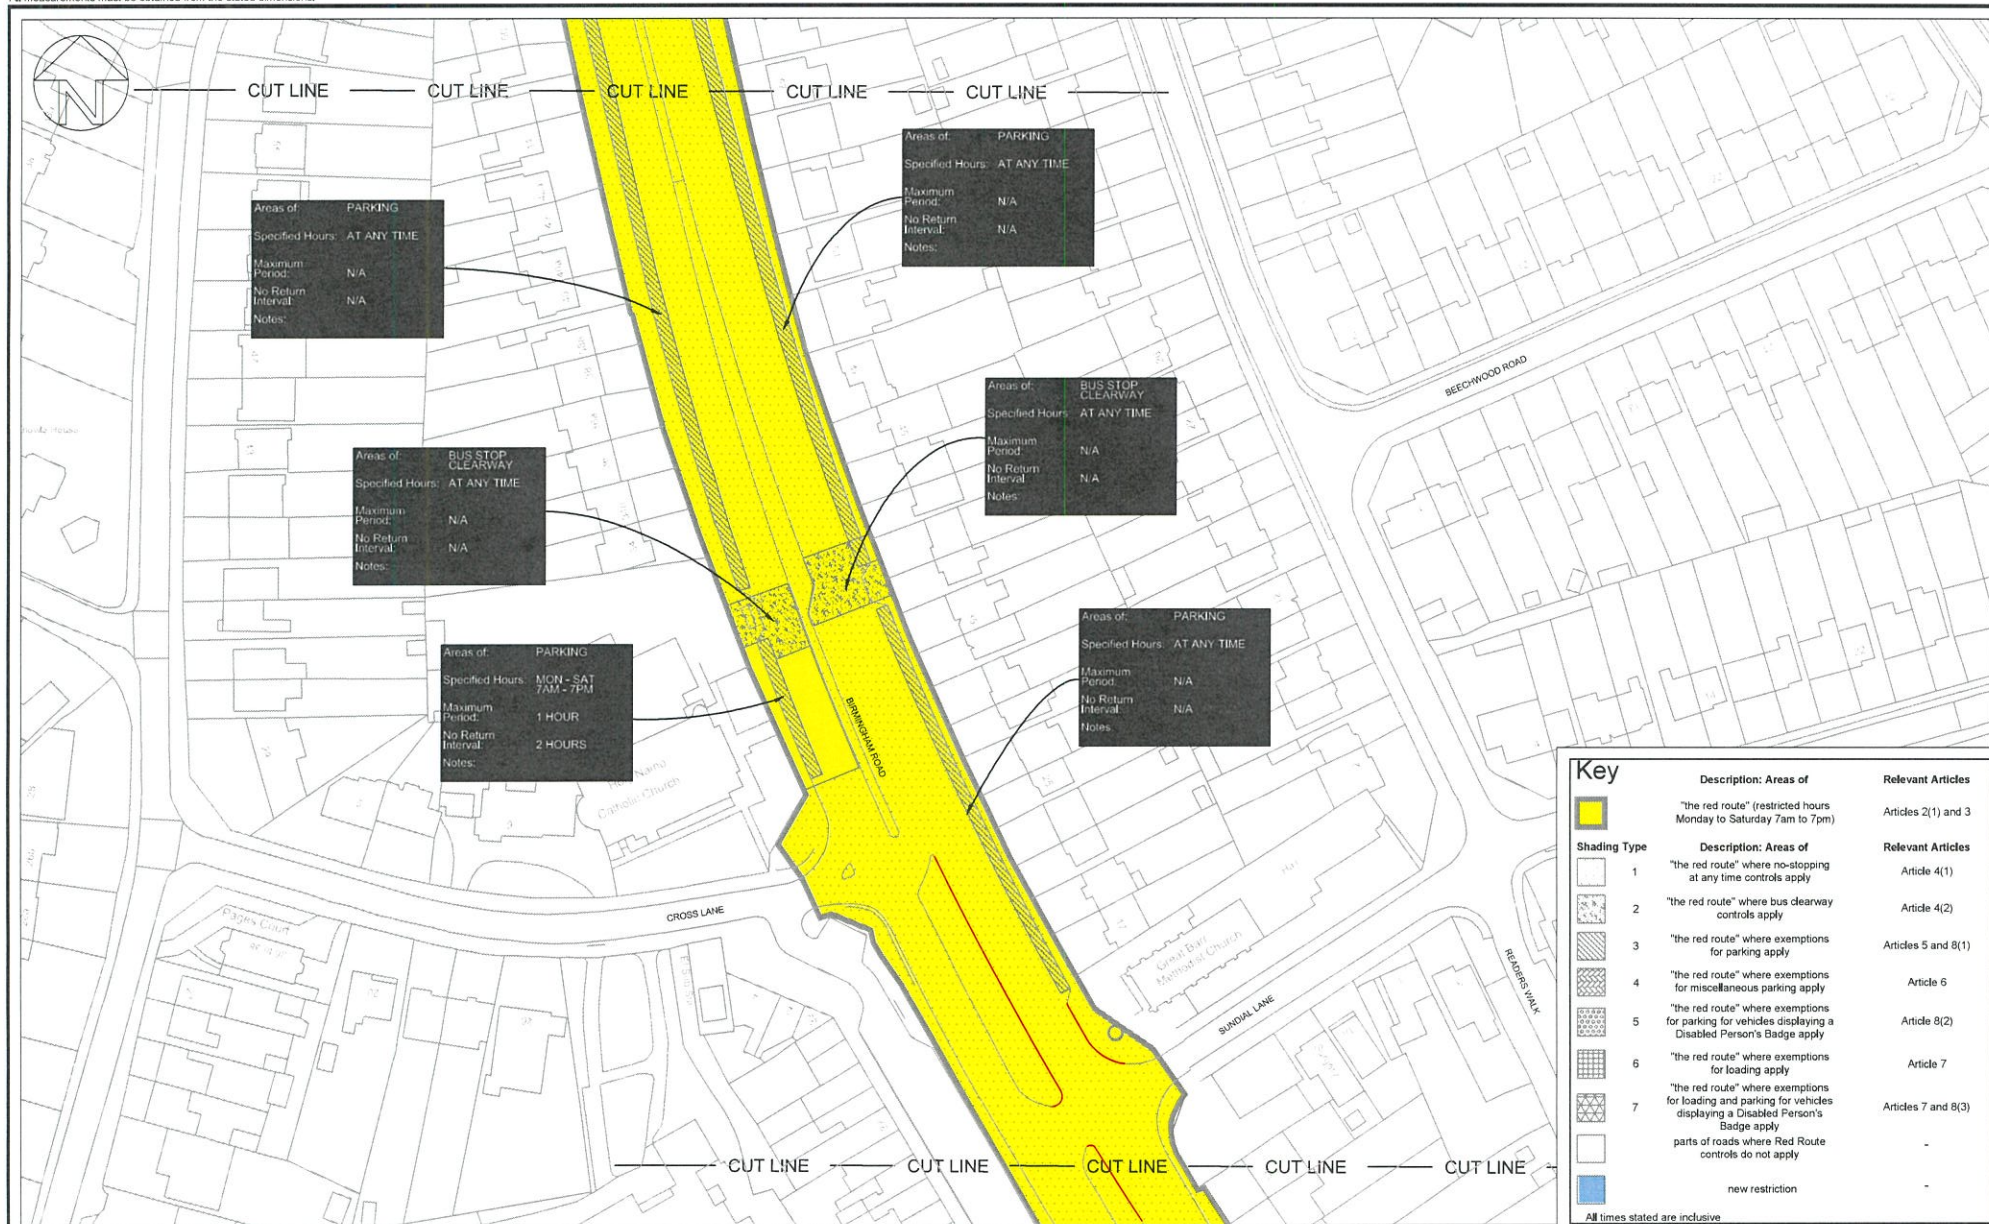 N
CUT LINE CUT LINE CUT LINE CUT LINE CUT LINE
Areas of: PARKING
Specified Hours: AT ANY TIME
Maximum
Period: N/A
No Return
Interval: N/A
Notes:
Areas of: PARKING
Specified Hours: AT ANY TIME
Maximum
Period: N/A
No Return
Interval: N/A
Notes:
Areas of: BUS STOP
CLEARWAY
Specified Hours AT ANY TIME
Maximum
Period: N/A
No Return
Interval N/A
Notes:
Areas of: BUS STOP
CLEARWAY
Specified Hours: AT ANY TIME
Maximum
Period: N/A
No Return
Interval: N/A
Notes:
Areas of: PARKING
Specified Hours: AT ANY TIME
Maximum
Period: N/A
No Return
Interval: N/A
Notes
Areas of: PARKING
Specified Hours: MON - SAT
7AM - 7PM
Maximum
Period: 1 HOUR
No Return
Interval: 2 HOURS
Notes:
BEECHWOOD ROAD
BIRMINGHAM ROAD
Catholic Church
CROSS LANE
Pages Court
Great Barr
Methodist Church
SUNDIAL LANE
READERS WALK
CUT LINE CUT LINE CUT LINE CUT LINE CUT LINE
Key
Description: Areas of Relevant Articles
"the red route" (restricted hours
Monday to Saturday 7am to 7pm) Articles 2(1) and 3
Shading Type Description: Areas of Relevant Articles
1 "the red route" where no-stopping
at any time controls apply Article 4(1)
2 "the red route" where bus clearway
controls apply Article 4(2)
3 "the red route" where exemptions
for parking apply Articles 5 and 8(1)
4 "the red route" where exemptions
for miscellaneous parking apply Article 6
5 "the red route" where exemptions
for parking for vehicles displaying a
Disabled Person's Badge apply Article 8(2)
6 "the red route" where exemptions
for loading apply Article 7
7 "the red route" where exemptions
for loading and parking for vehicles
displaying a Disabled Person's
Badge apply Articles 7 and 8(3)
parts of roads where Red Route
controls do not apply -
new restriction -
All times stated are inclusive